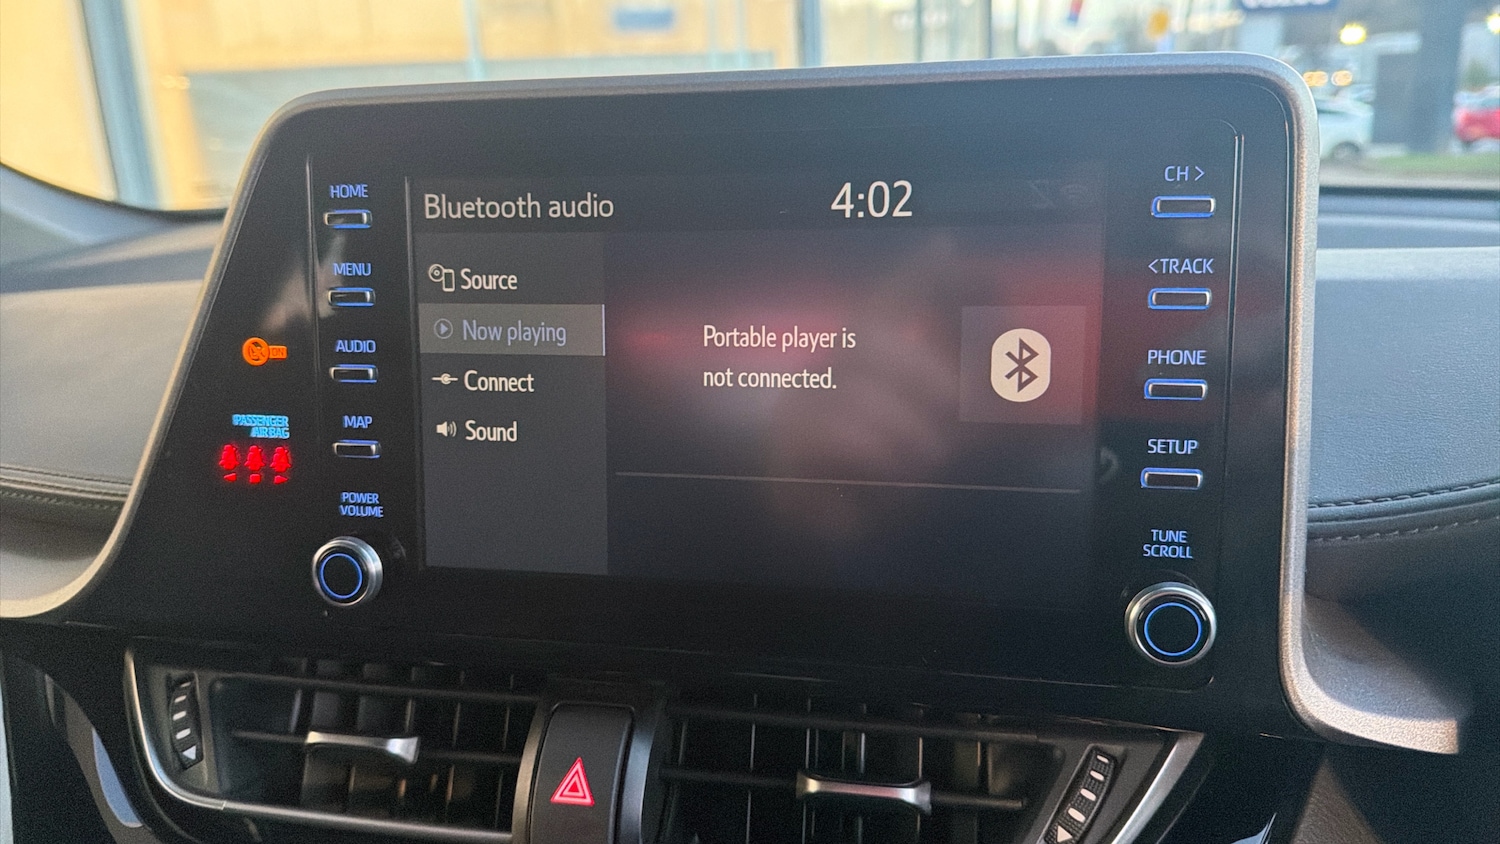 HOME
MENU
AUDIO
MAP
POWER
VOLUME
ON
PASSENGER
AIRBAG
Bluetooth audio
4:02
Source
Now playing
Connect
Sound
Portable player is
not connected.
CH >
<TRACK
PHONE
SETUP
TUNE
SCROLL